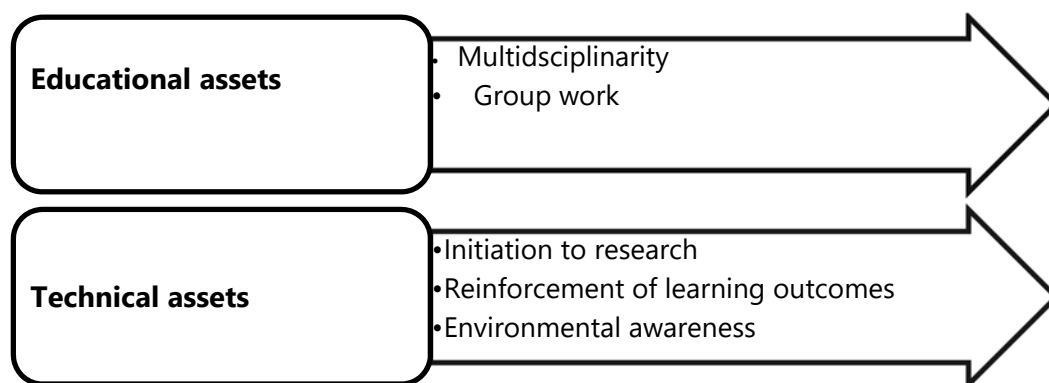 Educational assets
• Multidsciplinarity
• Group work
Technical assets
•Initiation to research
•Reinforcement of learning outcomes
•Environmental awareness